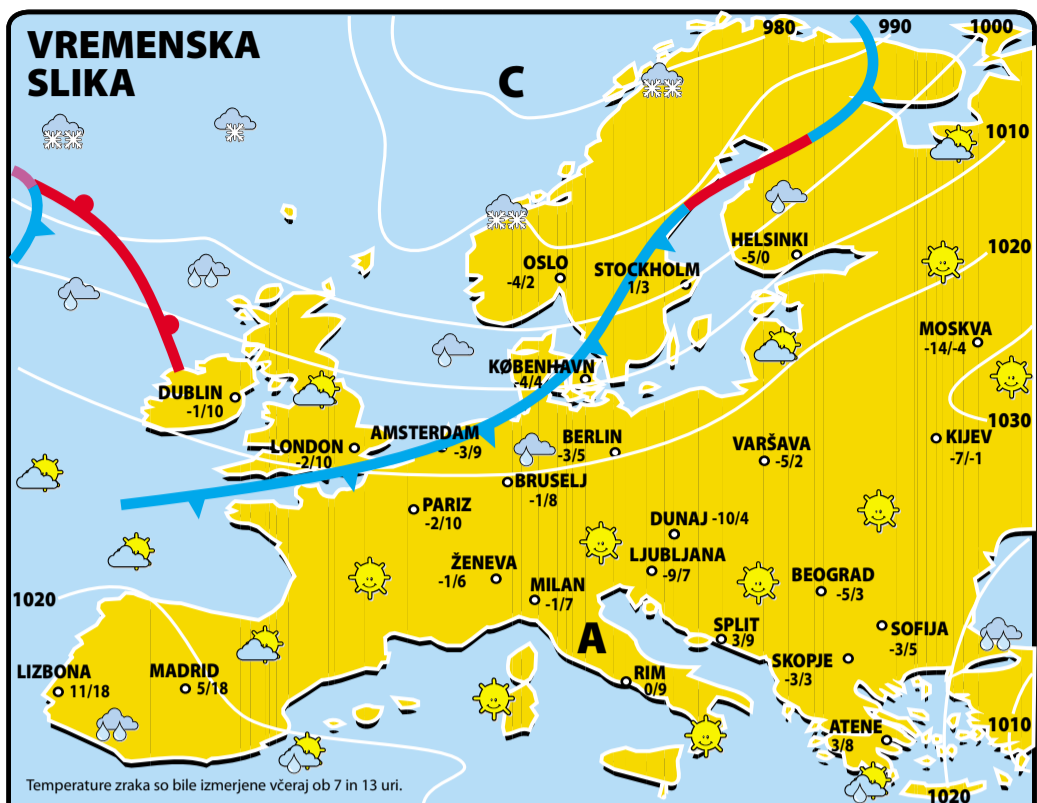 VREMENSKA
SLIKA
980
990
1000
C
1010
HELSINKI
-5/0
1020
OSLO
-4/2
STOCKHOLM
1/3
MOSKVA
-14/-4
KØBENHAVN
-4/4
DUBLIN
-1/10
1030
AMSTERDAM
-3/9
BERLIN
-3/5
LONDON
-2/10
VARŠAVA
-5/2
KIJEV
-7/-1
BRUSELJ
-1/8
PARIZ
-2/10
DUNAJ -10/4
LJUBLJANA
-9/7
ŽENEVA
-1/6
MILAN
-1/7
BEOGRAD
-5/3
1020
A
SPLIT
3/9
SOFIJA
-3/5
SKOPJE
-3/3
LIZBONA
11/18
MADRID
5/18
RIM
0/9
ATENE
3/8
1010
1020
Temperature zraka so bile izmerjene včeraj ob 7 in 13 uri.